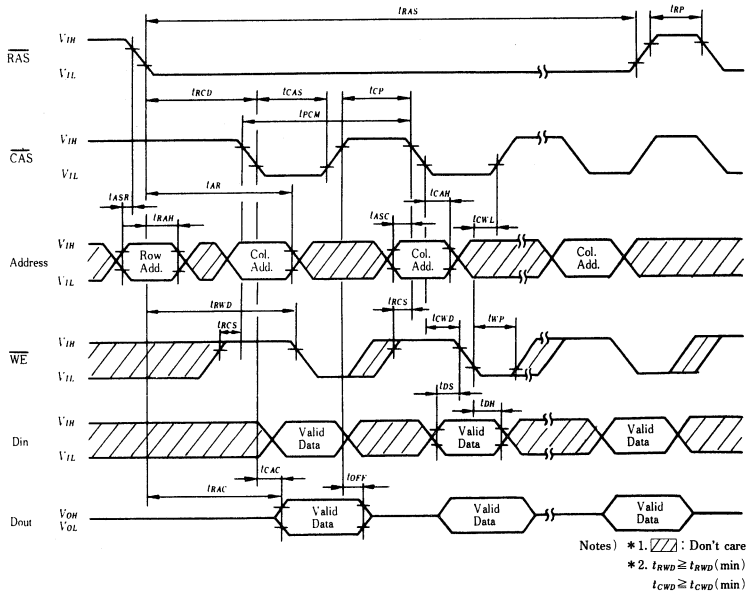 tRAS
tRP
RAS
VIH
VIL
tRCD
tCAS
tCP
tPCM
CAS
VIH
VIL
tAR
tASR
tRAH
tASC
tCAH
tCWL
Address
VIH
VIL
Row Add.
Col. Add.
Col. Add.
Col. Add.
tRWD
tRCS
tRCS
tCWD
tWP
WE
VIH
VIL
tDS
tDH
Din
VIH
VIL
Valid Data
Valid Data
Valid Data
tCAC
tRAC
tOFF
Dout
VOH
VOL
Valid Data
Valid Data
Valid Data
Notes) *1. : Don't care
*2. tRWD ≧ tRWD (min)
tCWD ≧ tCWD (min)